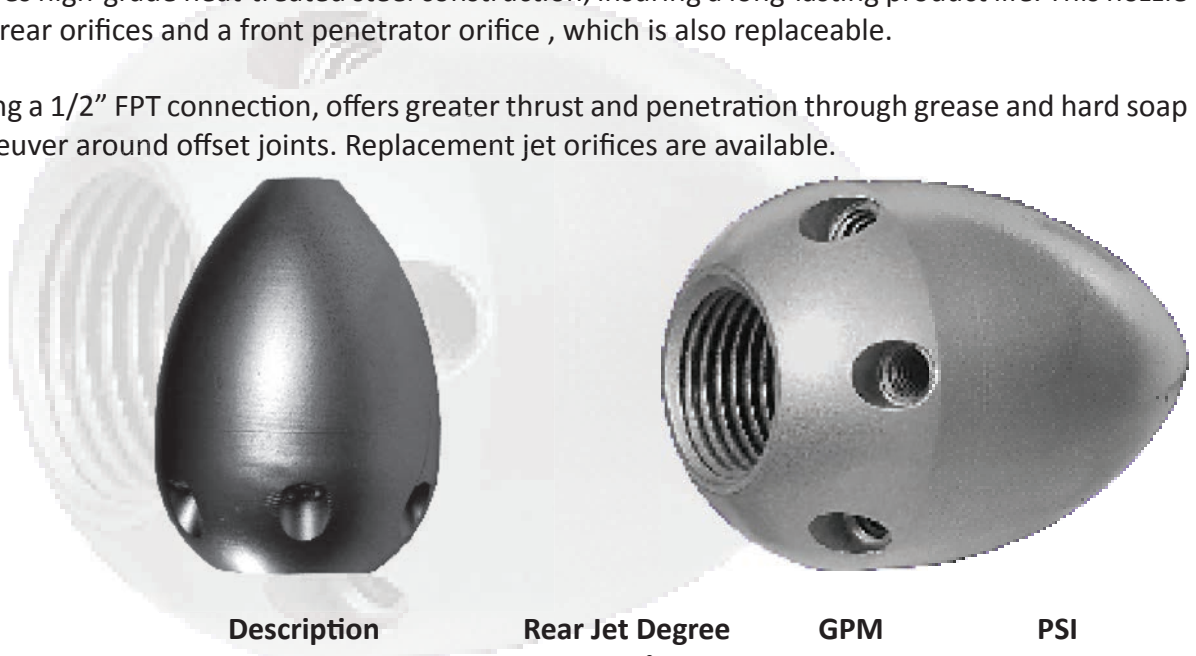 rear orifices and a front penetrator orifice , which is also replaceable.
ng a 1/2” FPT connection, offers greater thrust and penetration through grease and hard soap
euver around offset joints. Replacement jet orifices are available.
Description Rear Jet Degree GPM PSI